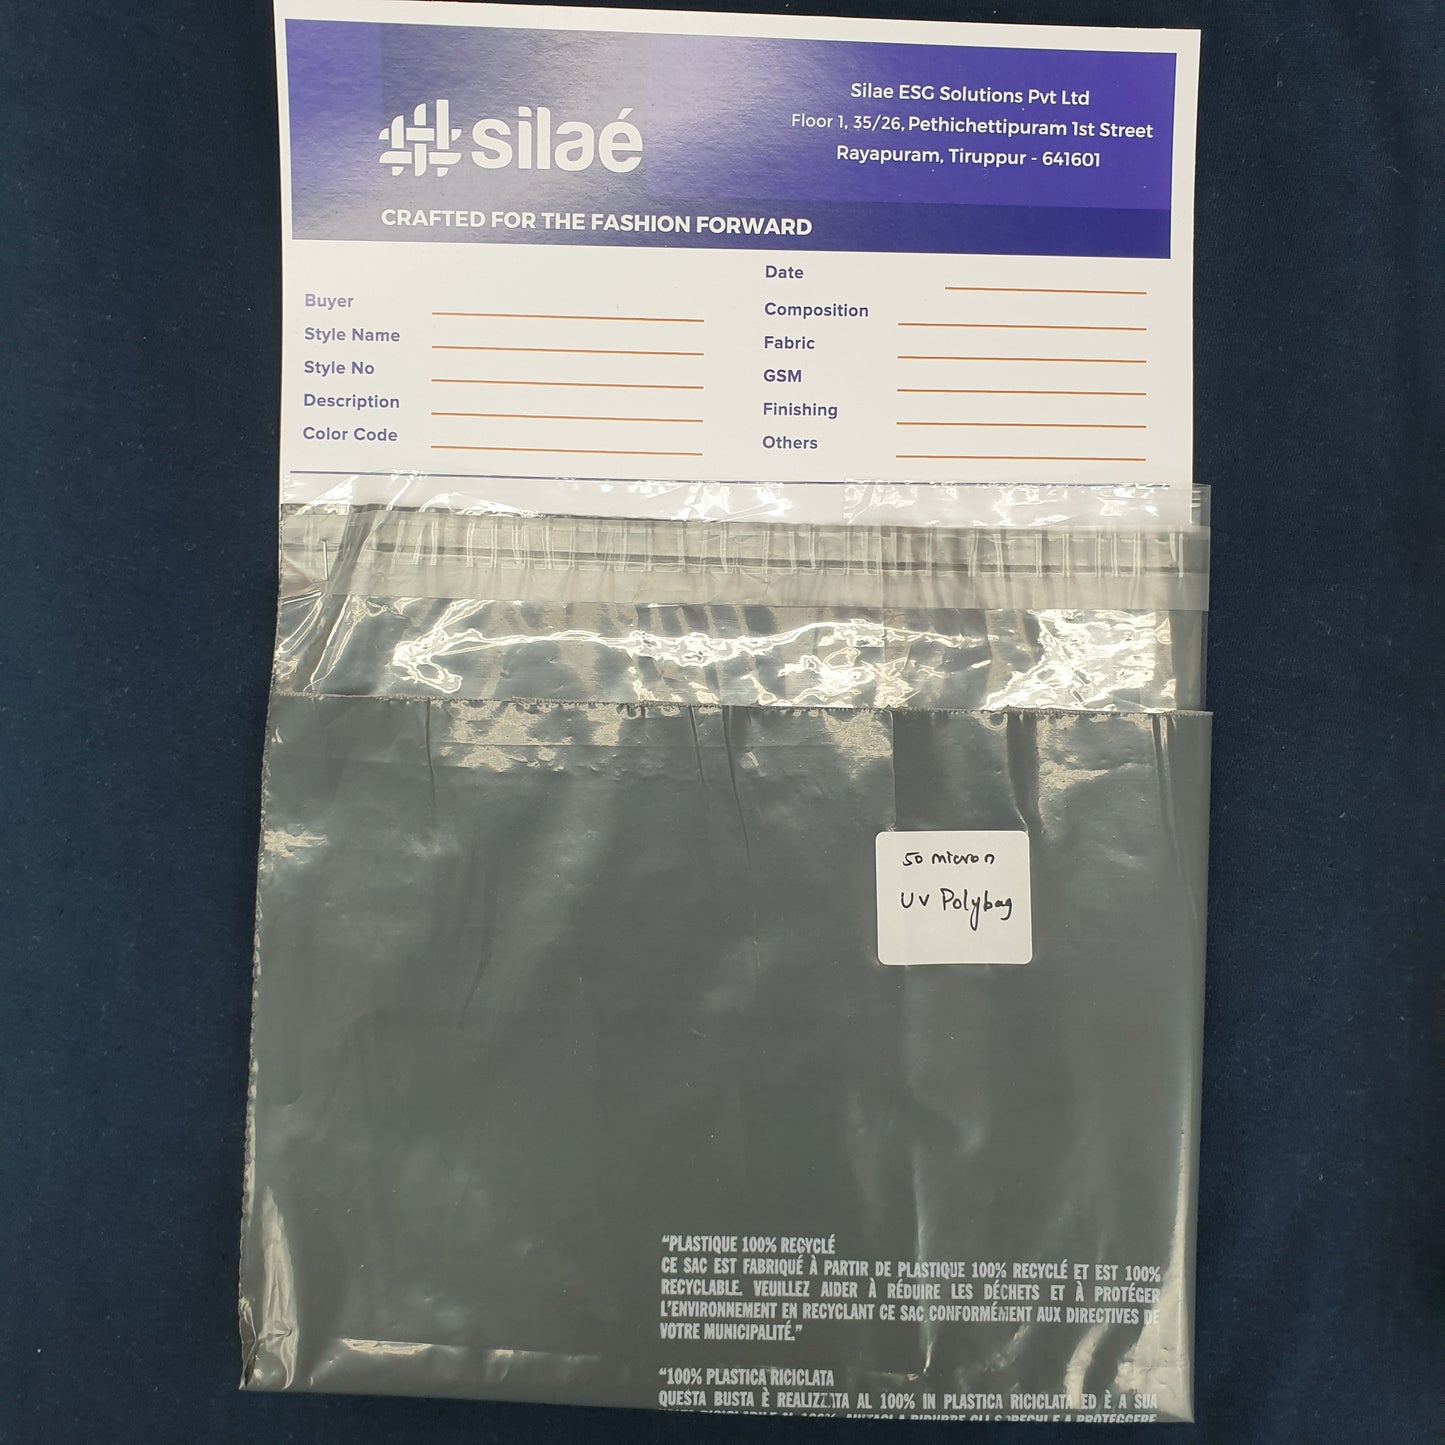 silaé
CRAFTED FOR THE FASHION FORWARD
Silae ESG Solutions Pvt Ltd
Floor 1, 35/26, Pethichettipuram 1st Street
Rayapuram, Tiruppur - 641601
Buyer
Style Name
Style No
Description
Color Code
Date
Composition
Fabric
GSM
Finishing
Others
50 micron
UV Polybag
“PLASTIQUE 100% RECYCLÉ
CE SAC EST FABRIQUÉ À PARTIR DE PLASTIQUE 100% RECYCLÉ ET EST 100%
RECYCLABLE. VEUILLEZ AIDER À RÉDUIRE LES DÉCHETS ET À PROTÉGER
L'ENVIRONNEMENT EN RECYCLANT CE SAC CONFORMÉMENT AUX DIRECTIVES DE
VOTRE MUNICIPALITÉ.”
“100% PLASTICA RICICLATA
QUESTA BUSTA È REALIZZATA AL 100% IN PLASTICA RICICLATA ED È A SUA